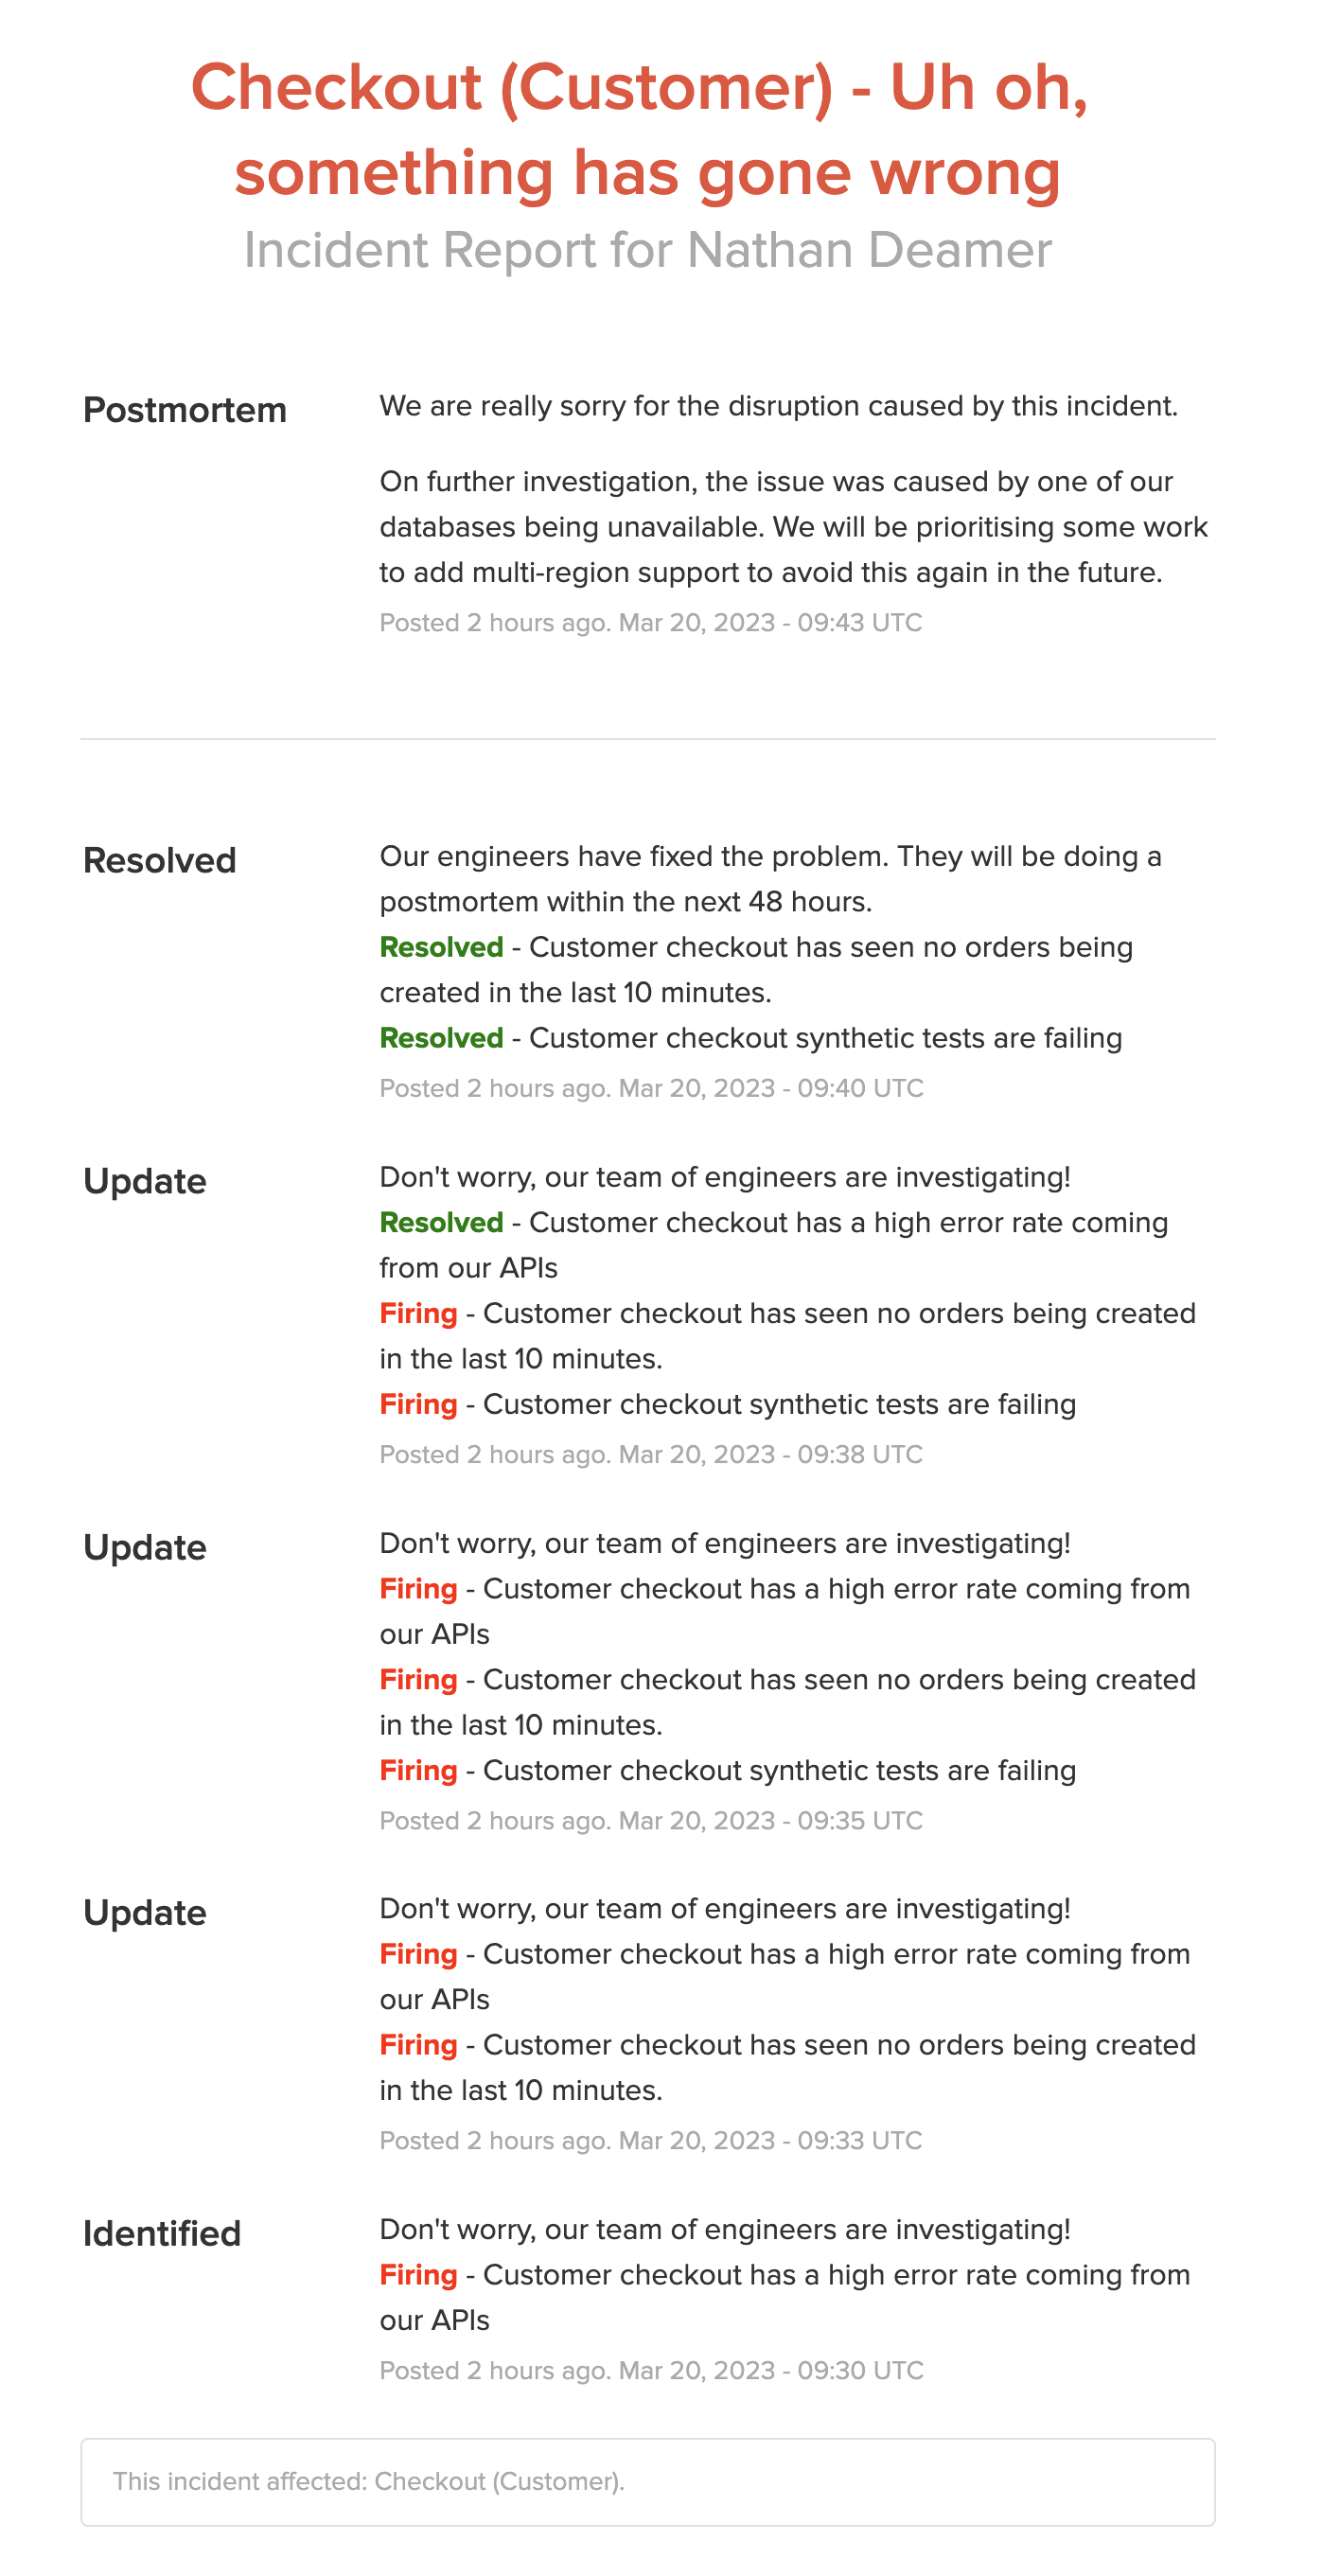 Checkout (Customer) - Uh oh,
something has gone wrong
Incident Report for Nathan Deamer
Postmortem
We are really sorry for the disruption caused by this incident.
On further investigation, the issue was caused by one of our
databases being unavailable. We will be prioritising some work
to add multi-region support to avoid this again in the future.
Posted 2 hours ago. Mar 20, 2023 - 09:43 UTC
Resolved
Our engineers have fixed the problem. They will be doing a
postmortem within the next 48 hours.
Resolved - Customer checkout has seen no orders being
created in the last 10 minutes.
Resolved - Customer checkout synthetic tests are failing
Posted 2 hours ago. Mar 20, 2023 - 09:40 UTC
Update
Don't worry, our team of engineers are investigating!
Resolved - Customer checkout has a high error rate coming
from our APIs
Firing - Customer checkout has seen no orders being created
in the last 10 minutes.
Firing - Customer checkout synthetic tests are failing
Posted 2 hours ago. Mar 20, 2023 - 09:38 UTC
Update
Don't worry, our team of engineers are investigating!
Firing - Customer checkout has a high error rate coming from
our APIs
Firing - Customer checkout has seen no orders being created
in the last 10 minutes.
Firing - Customer checkout synthetic tests are failing
Posted 2 hours ago. Mar 20, 2023 - 09:35 UTC
Update
Don't worry, our team of engineers are investigating!
Firing - Customer checkout has a high error rate coming from
our APIs
Firing - Customer checkout has seen no orders being created
in the last 10 minutes.
Posted 2 hours ago. Mar 20, 2023 - 09:33 UTC
Identified
Don't worry, our team of engineers are investigating!
Firing - Customer checkout has a high error rate coming from
our APIs
Posted 2 hours ago. Mar 20, 2023 - 09:30 UTC
This incident affected: Checkout (Customer).